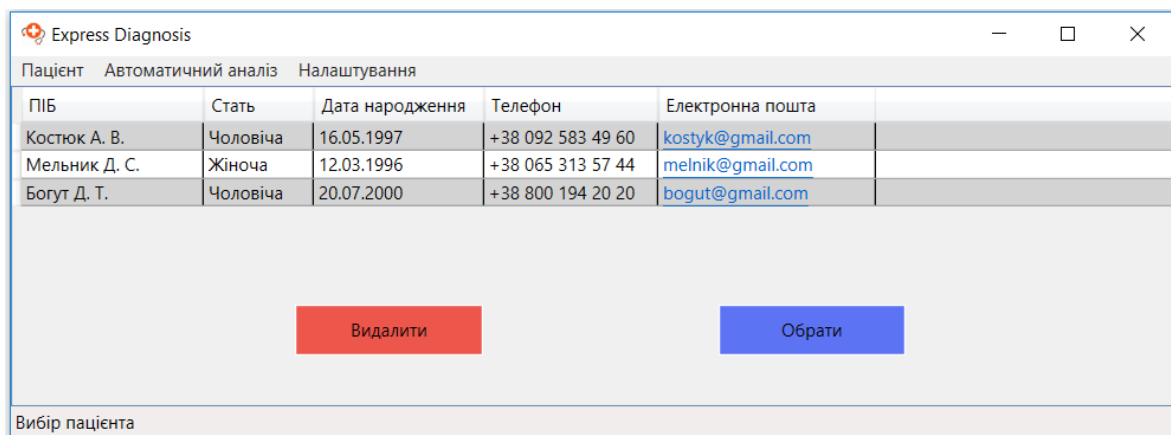 Express Diagnosis
Пацієнт Автоматичний аналіз Налаштування
ПІБ Стать Дата народження Телефон Електронна пошта
Костюк А. В. Чоловіча 16.05.1997 +38 092 583 49 60 kostyk@gmail.com
Мельник Д. С. Жіноча 12.03.1996 +38 065 313 57 44 melnik@gmail.com
Богут Д. Т. Чоловіча 20.07.2000 +38 800 194 20 20 bogut@gmail.com
Видалити Обрати
Вибір пацієнта